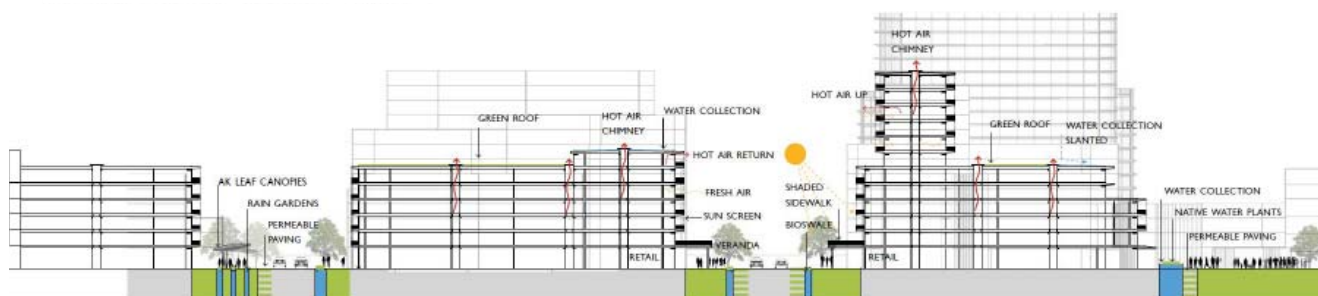 HOT AIR
CHIMNEY
HOT AIR UP
GREEN ROOF
HOT AIR
CHIMNEY
WATER COLLECTION
GREEN ROOF
WATER COLLECTION
SLANTED
HOT AIR RETURN
AK LEAF CANOPIES
RAIN GARDENS
PERMEABLE
PAVING
FRESH AIR
SUN SCREEN
VERANDA
RETAIL
SHADED
SIDEWALK
BIOSWALE
RETAIL
WATER COLLECTION
NATIVE WATER PLANTS
PERMEABLE PAVING